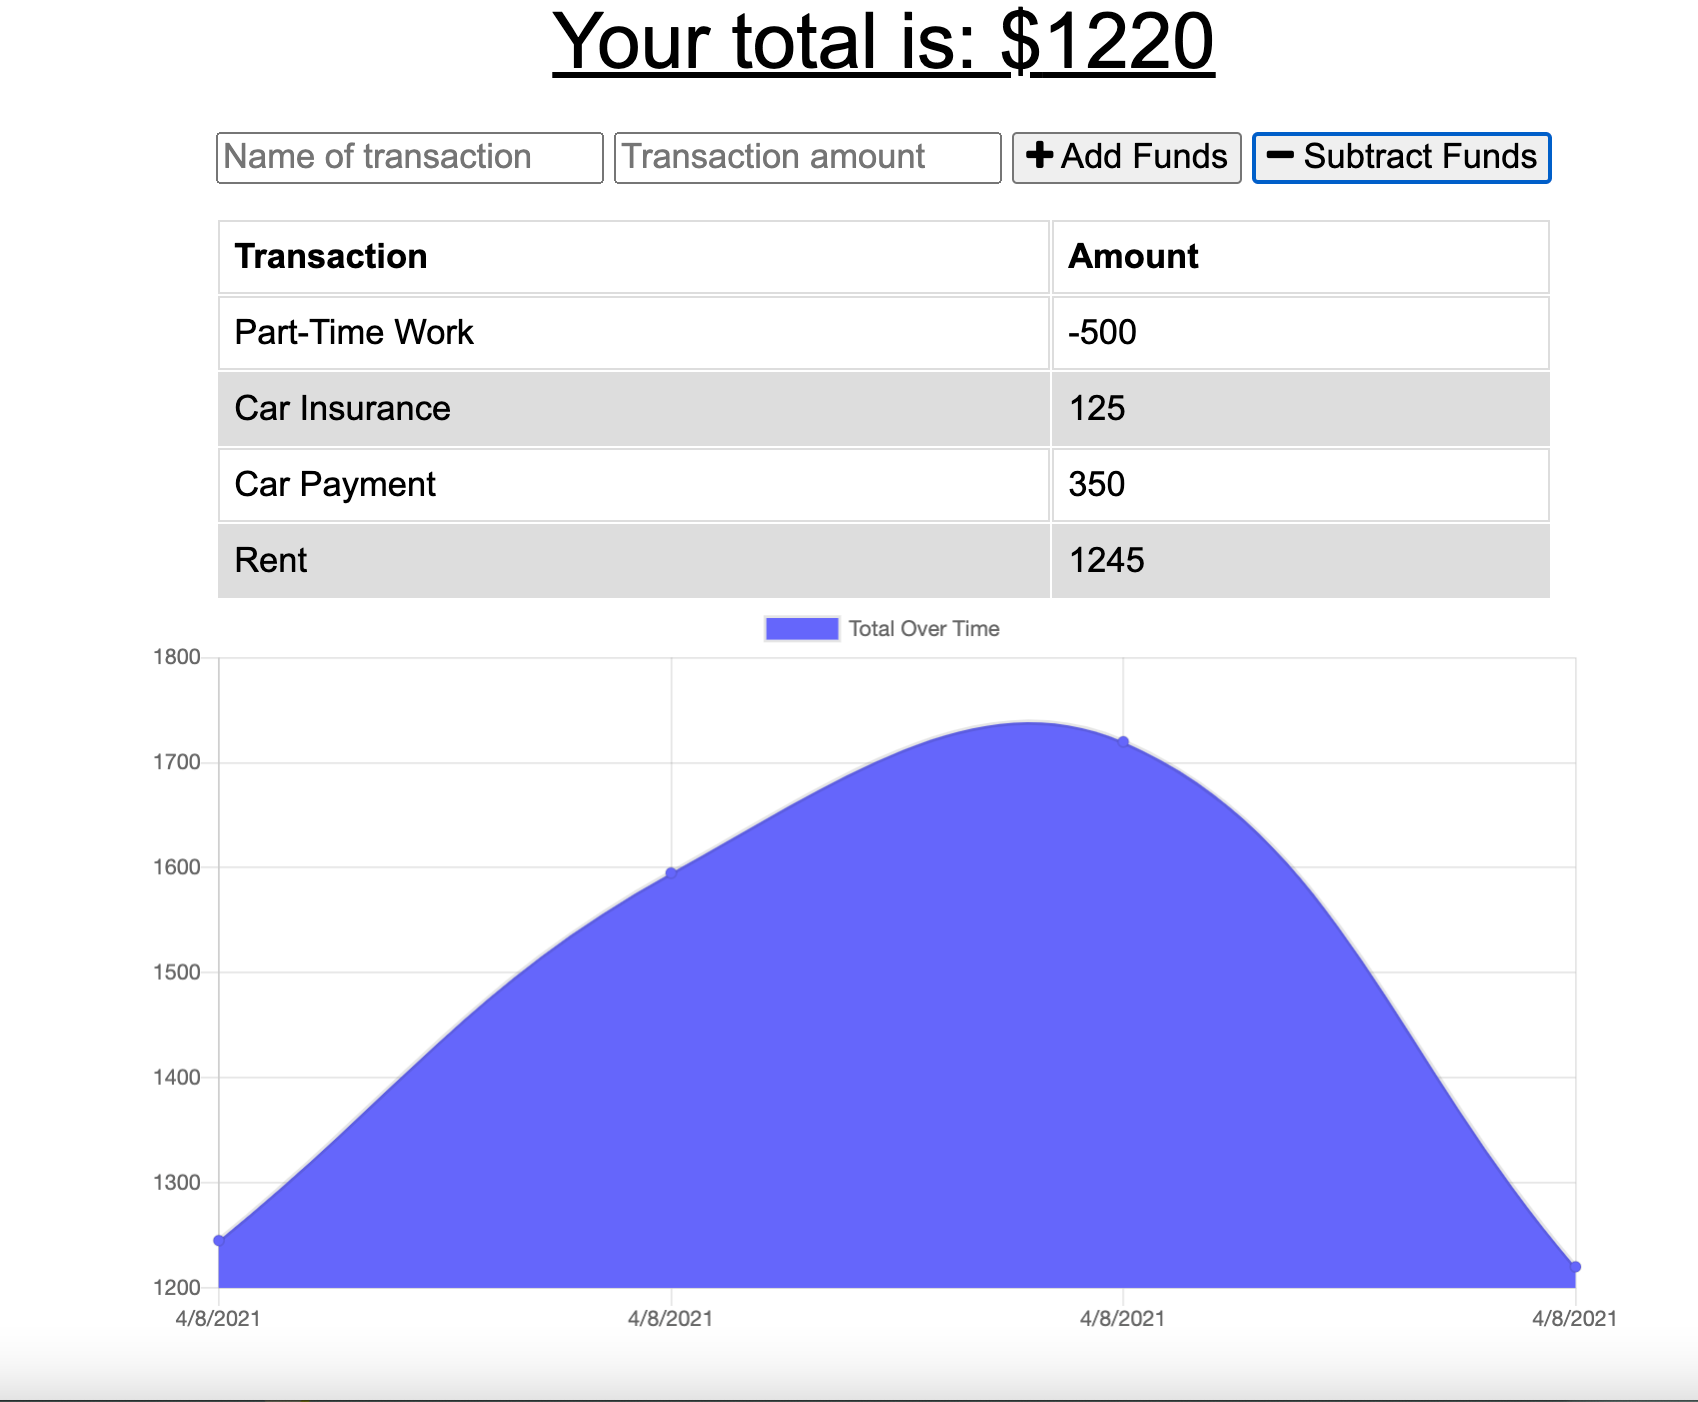 Your total is: $1220
Name of transaction Transaction amount + Add Funds − Subtract Funds
Transaction Amount
Part-Time Work -500
Car Insurance 125
Car Payment 350
Rent 1245
Total Over Time
1800
1700
1600
1500
1400
1300
1200
4/8/2021 4/8/2021 4/8/2021 4/8/2021